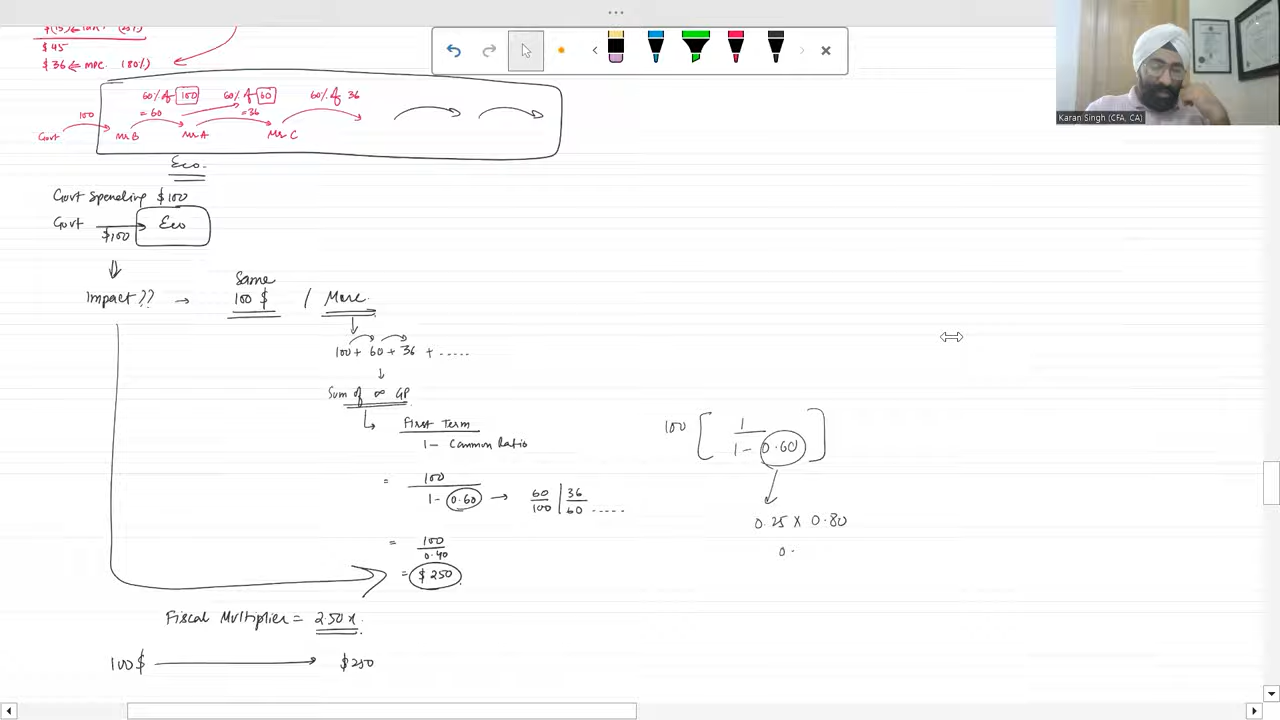 $45
$36 ← mpc. (80%)
60% of 100 60% of 60 60% of 36
100 = 60 = 36
Govt Mr B Mr A Mr C
Eco.
Govt Spending $100
Govt $100 Eco
Impact?? → Same 100 $ / More.
100 + 60 + 36 + .....
Sum of ∞ GP
First Term
1 - Common Ratio
= 100
1 - 0.60 → 60/100 | 36/60 .....
= 100
0.40
= $250
Fiscal Multiplier = 2.50x.
100$ → $250
100 [ 1
1 - 0.60 ]
0.25 x 0.80
0.
Karan Singh (CFA, CA)